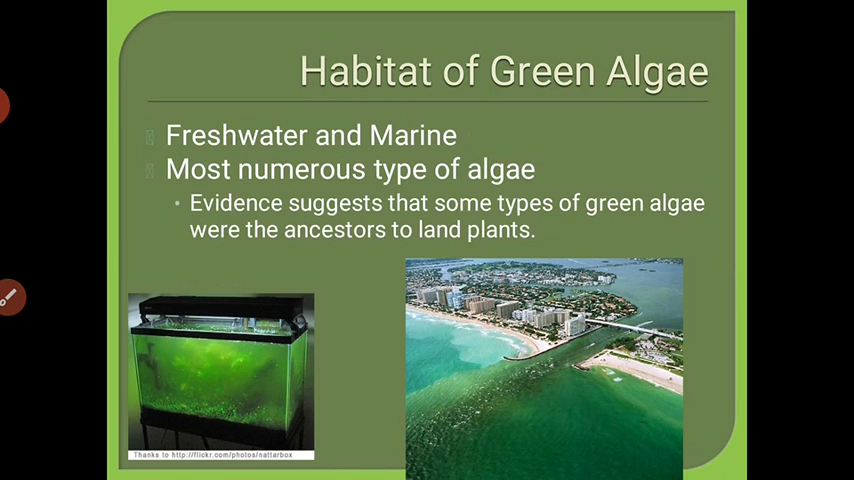 Habitat of Green Algae
Freshwater and Marine
Most numerous type of algae
Evidence suggests that some types of green algae
were the ancestors to land plants.
Thanks to http://flickr.com/photos/nattarbox